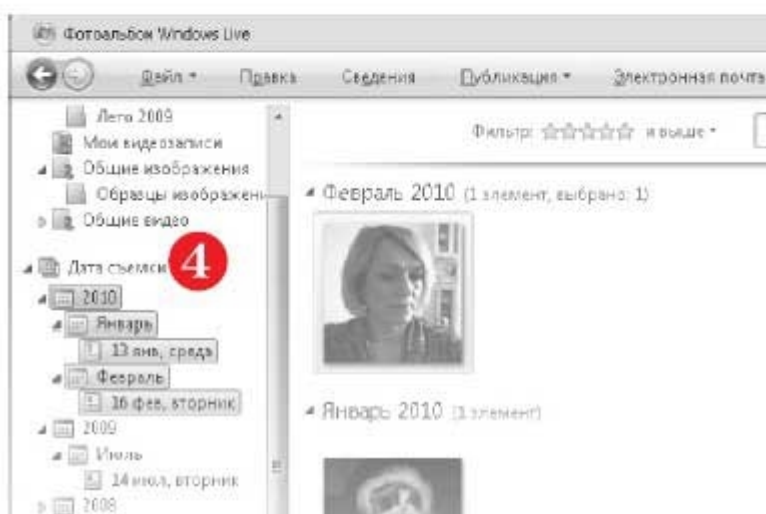 Фотоальбом Windows Live
Файл Правка Сведения Публикация Электронная почта
Фильтр: и выше
Лето 2009
Мои видеозаписи
Общие изображения
Образцы изображени
Общие видео
Дата съемки
4
2010
Январь
13 янв, среда
Февраль
16 фев, вторник
2009
Июль
14 июл, вторник
2008
Февраль 2010 (1 элемент, выбрано: 1)
Январь 2010 (1 элемент)